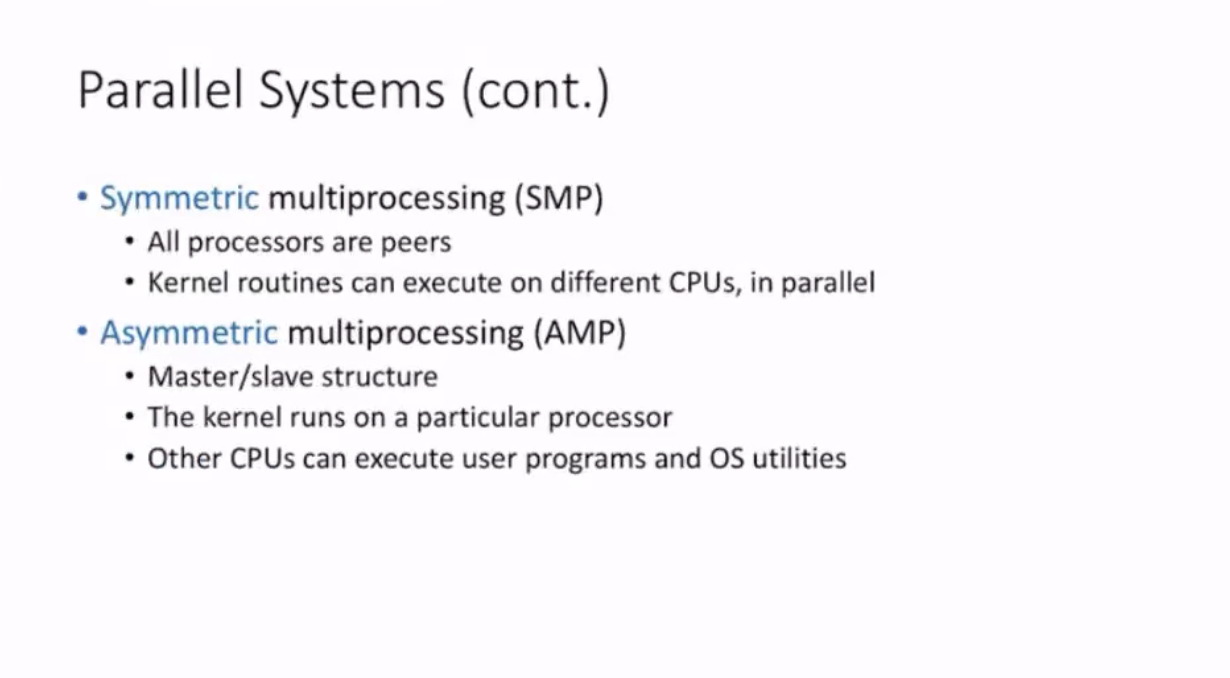 Parallel Systems (cont.)
• Symmetric multiprocessing (SMP)
• All processors are peers
• Kernel routines can execute on different CPUs, in parallel
• Asymmetric multiprocessing (AMP)
• Master/slave structure
• The kernel runs on a particular processor
• Other CPUs can execute user programs and OS utilities